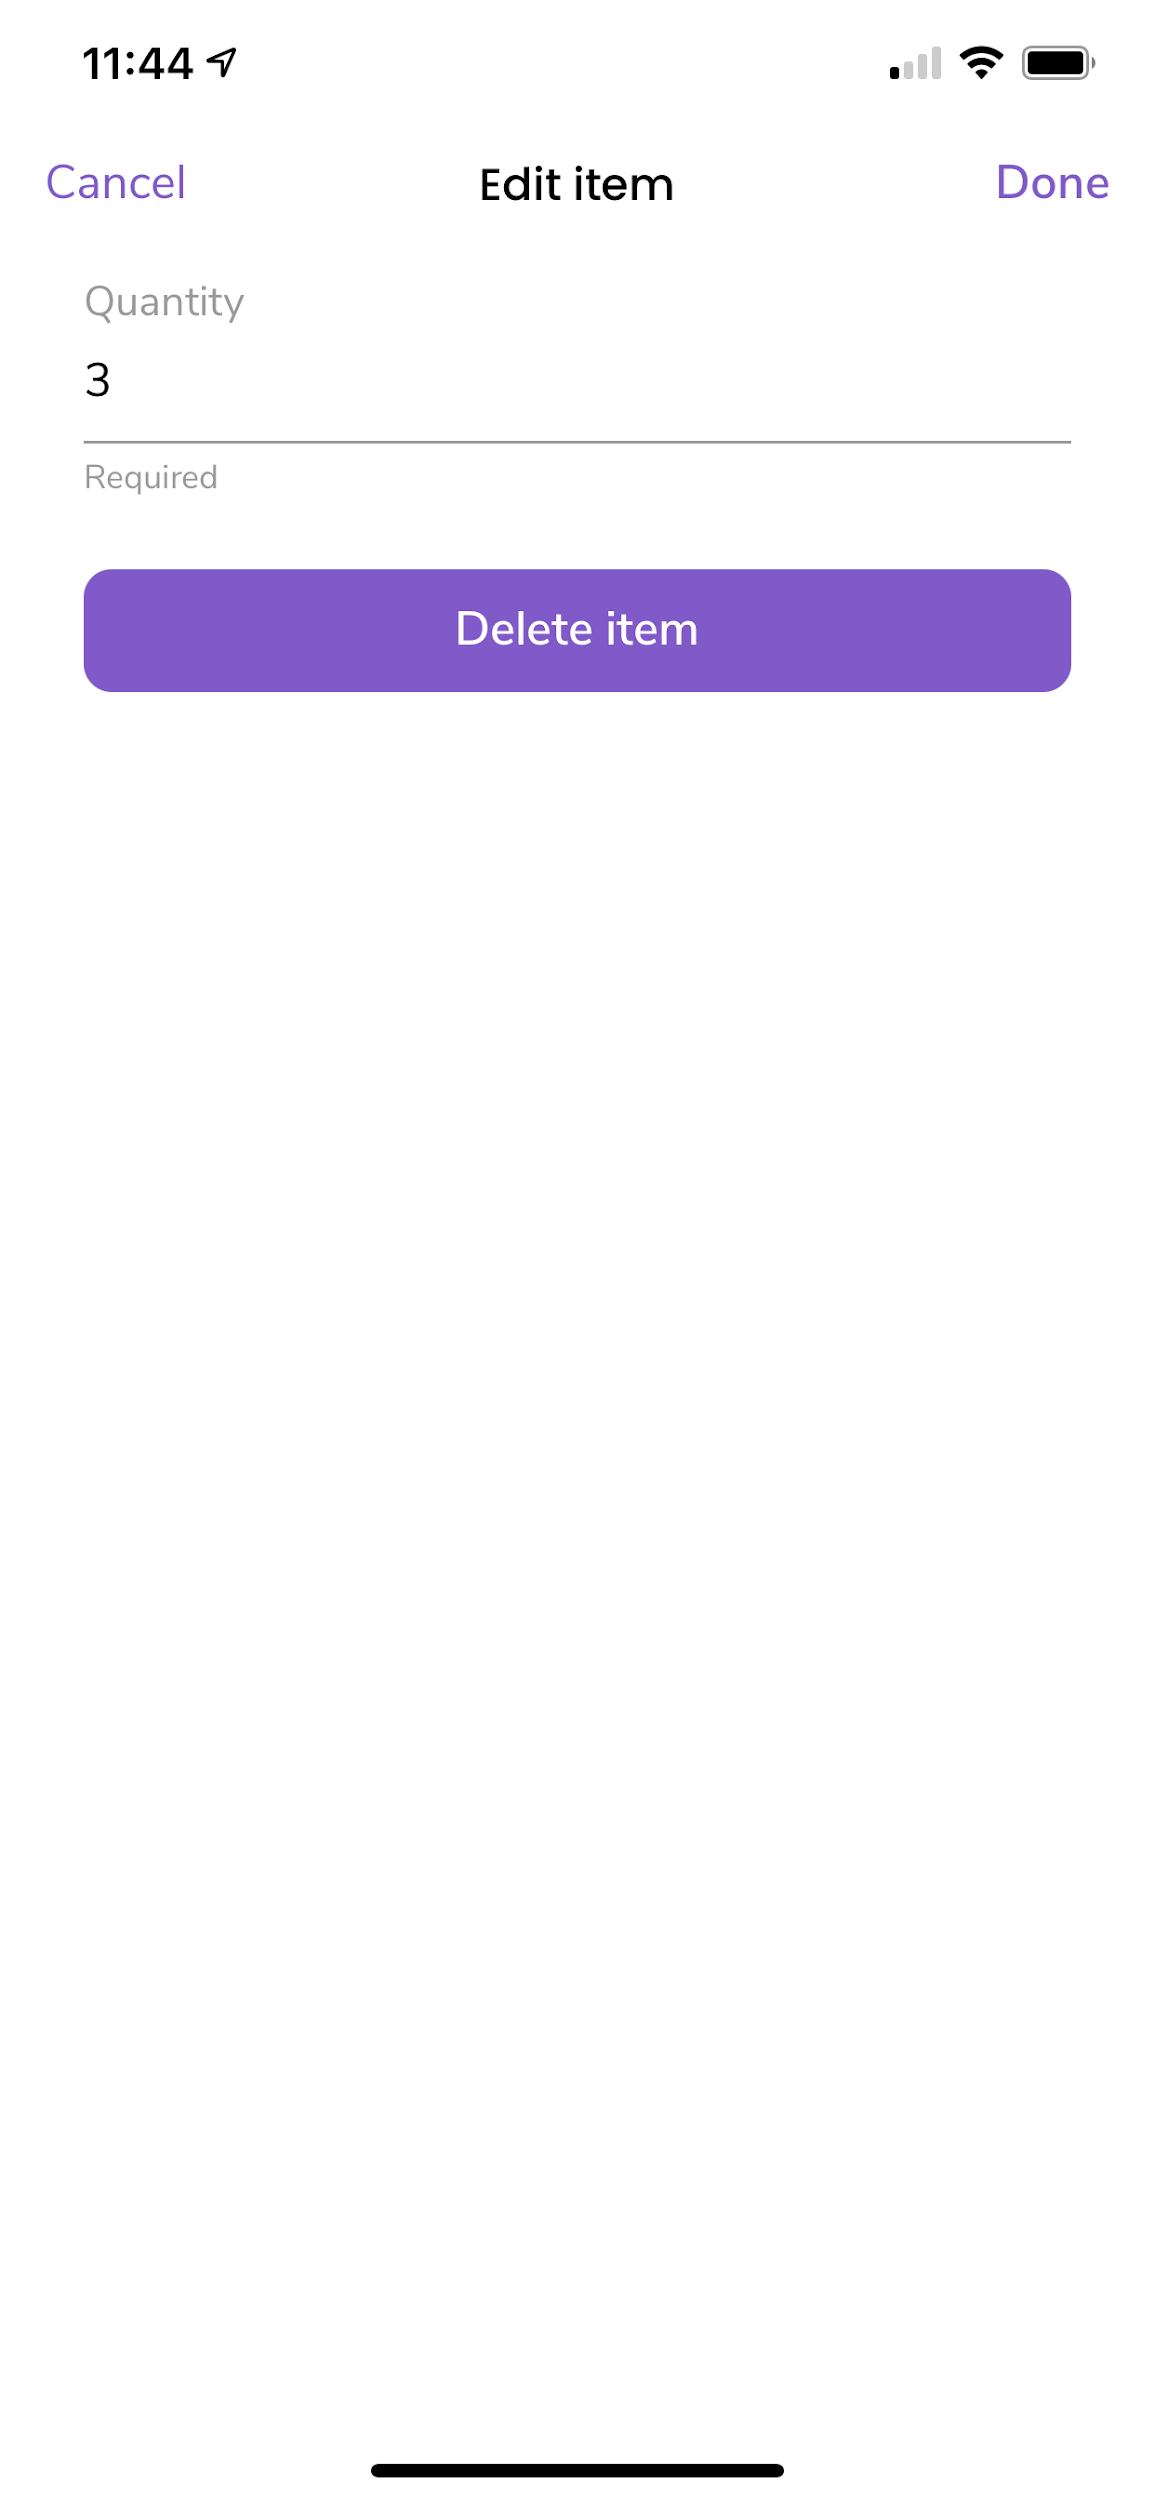 11:44
Cancel Edit item Done
Quantity
3
Required
Delete item